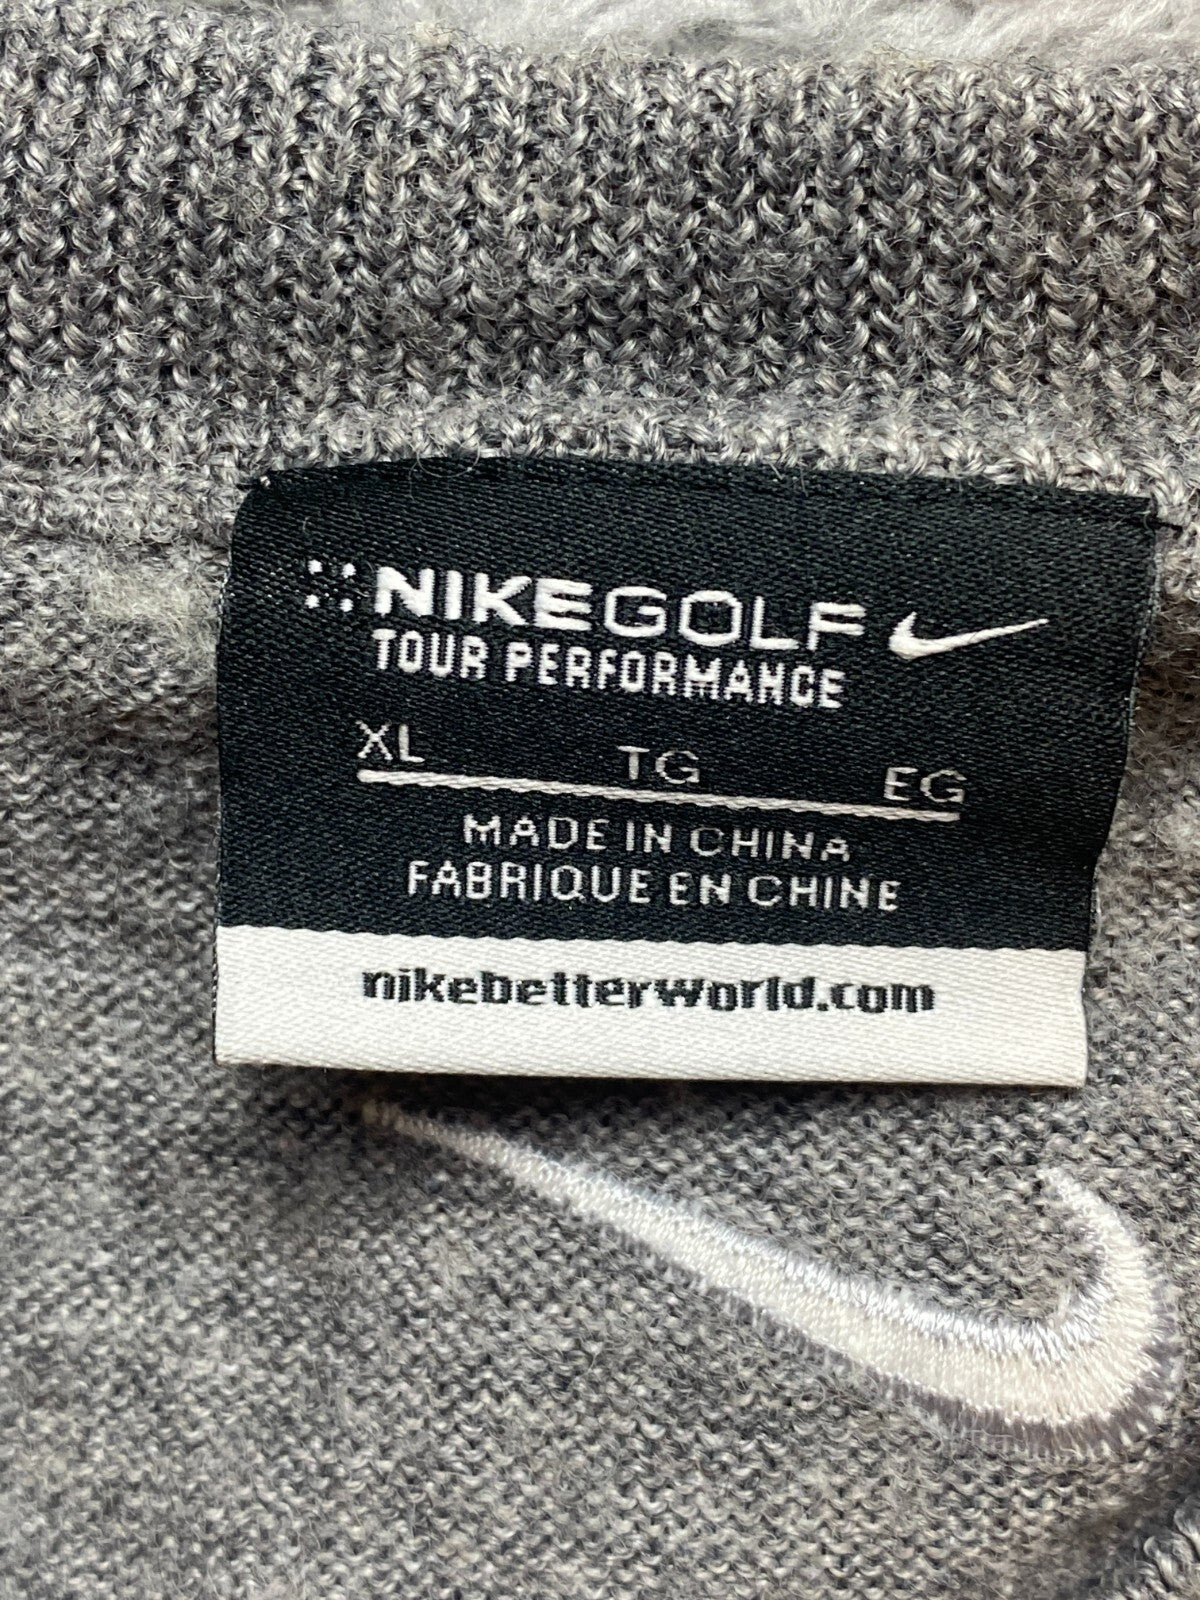 NIKEGOLF
TOUR PERFORMANCE
XL TG EG
MADE IN CHINA
FABRIQUE EN CHINE
nikebetterworld.com